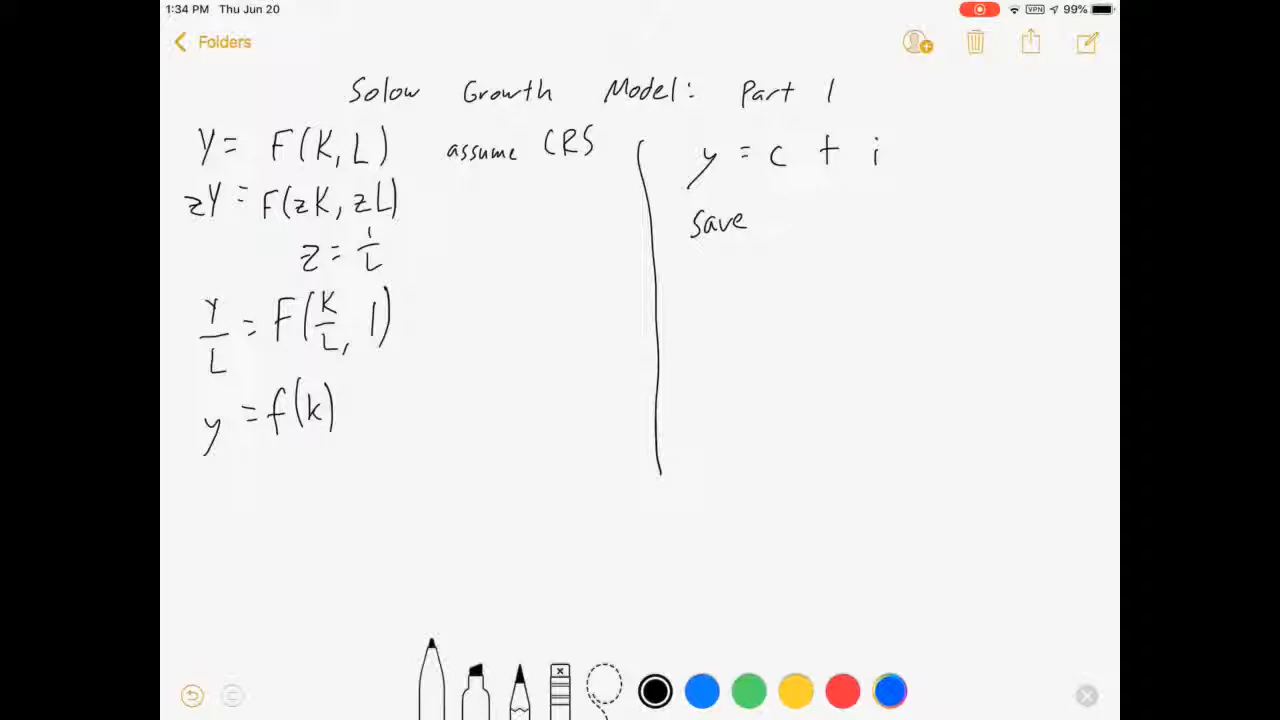 1:34 PM Thu Jun 20
VPN 99%
Folders
Solow Growth Model: Part 1
Y = F(K, L) assume CRS
zY = F(zK, zL)
z = 1/L
Y/L = F(K/L, 1)
y = f(k)
y = c + i
save